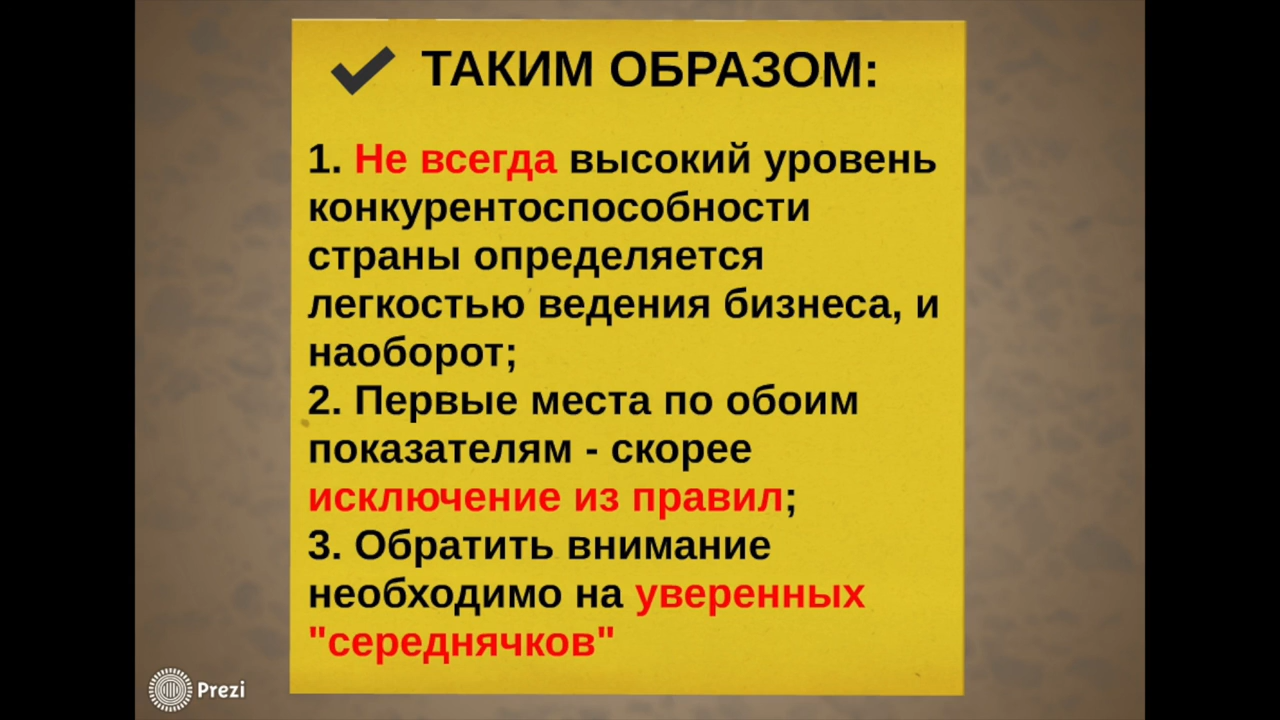 ТАКИМ ОБРАЗОМ:
1. Не всегда высокий уровень
конкурентоспособности
страны определяется
легкостью ведения бизнеса, и
наоборот;
2. Первые места по обоим
показателям - скорее
исключение из правил;
3. Обратить внимание
необходимо на уверенных
"середнячков"
Prezi